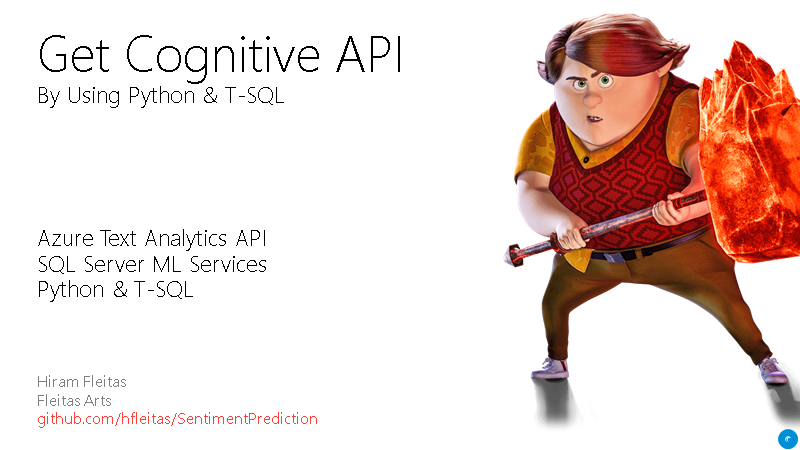 Get Cognitive API
By Using Python & T-SQL
Azure Text Analytics API
SQL Server ML Services
Python & T-SQL
Hiram Fleitas
Fleitas Arts
github.com/hfleitas/SentimentPrediction